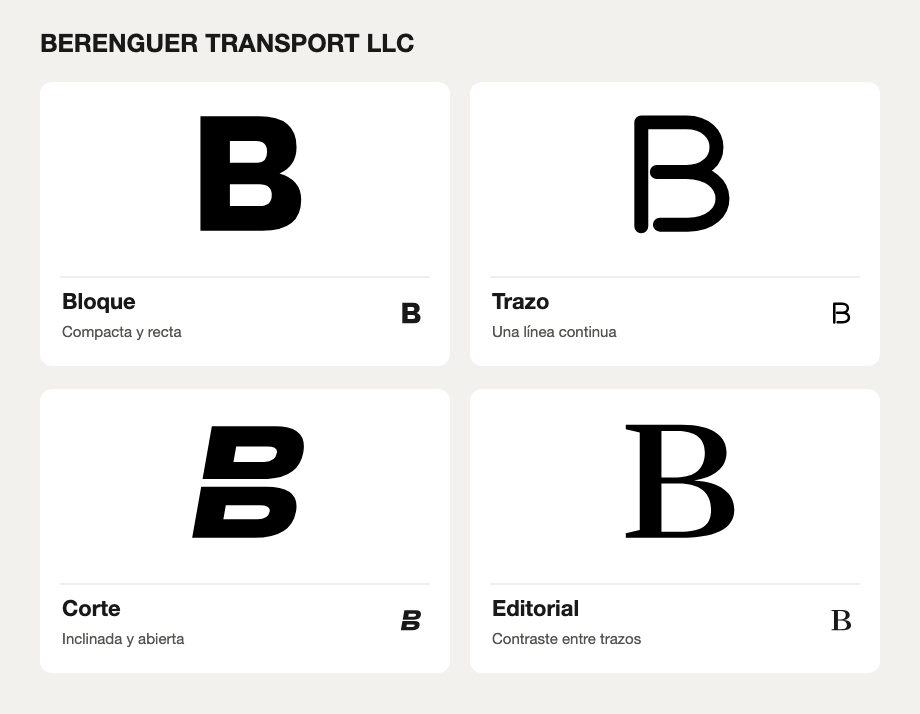 BERENGUER TRANSPORT LLC
B
B
Bloque
Compacta y recta
B
Trazo
Una línea continua
B
B
B
Corte
Inclinada y abierta
B
Editorial
Contraste entre trazos
B